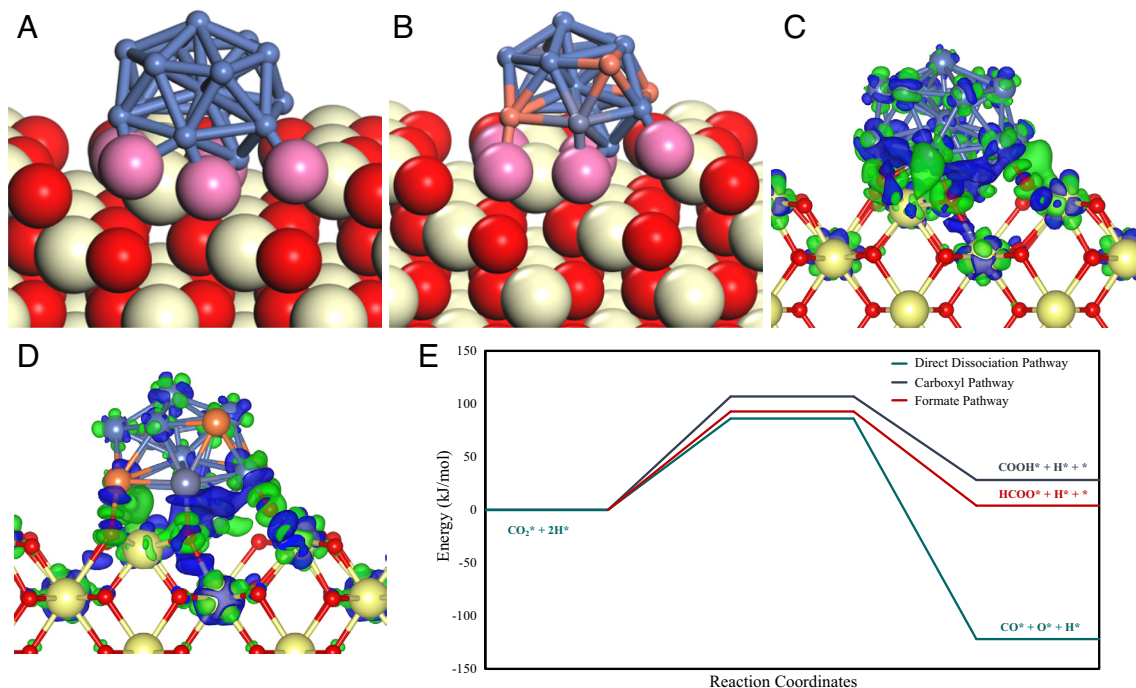 A
B
C
D
E
150
100
50
0
-50
-100
-150
Energy (kJ/mol)
Direct Dissociation Pathway
Carboxyl Pathway
Formate Pathway
CO₂* + 2H*
COOH* + H* + *
HCOO* + H* + *
CO* + O* + H*
Reaction Coordinates